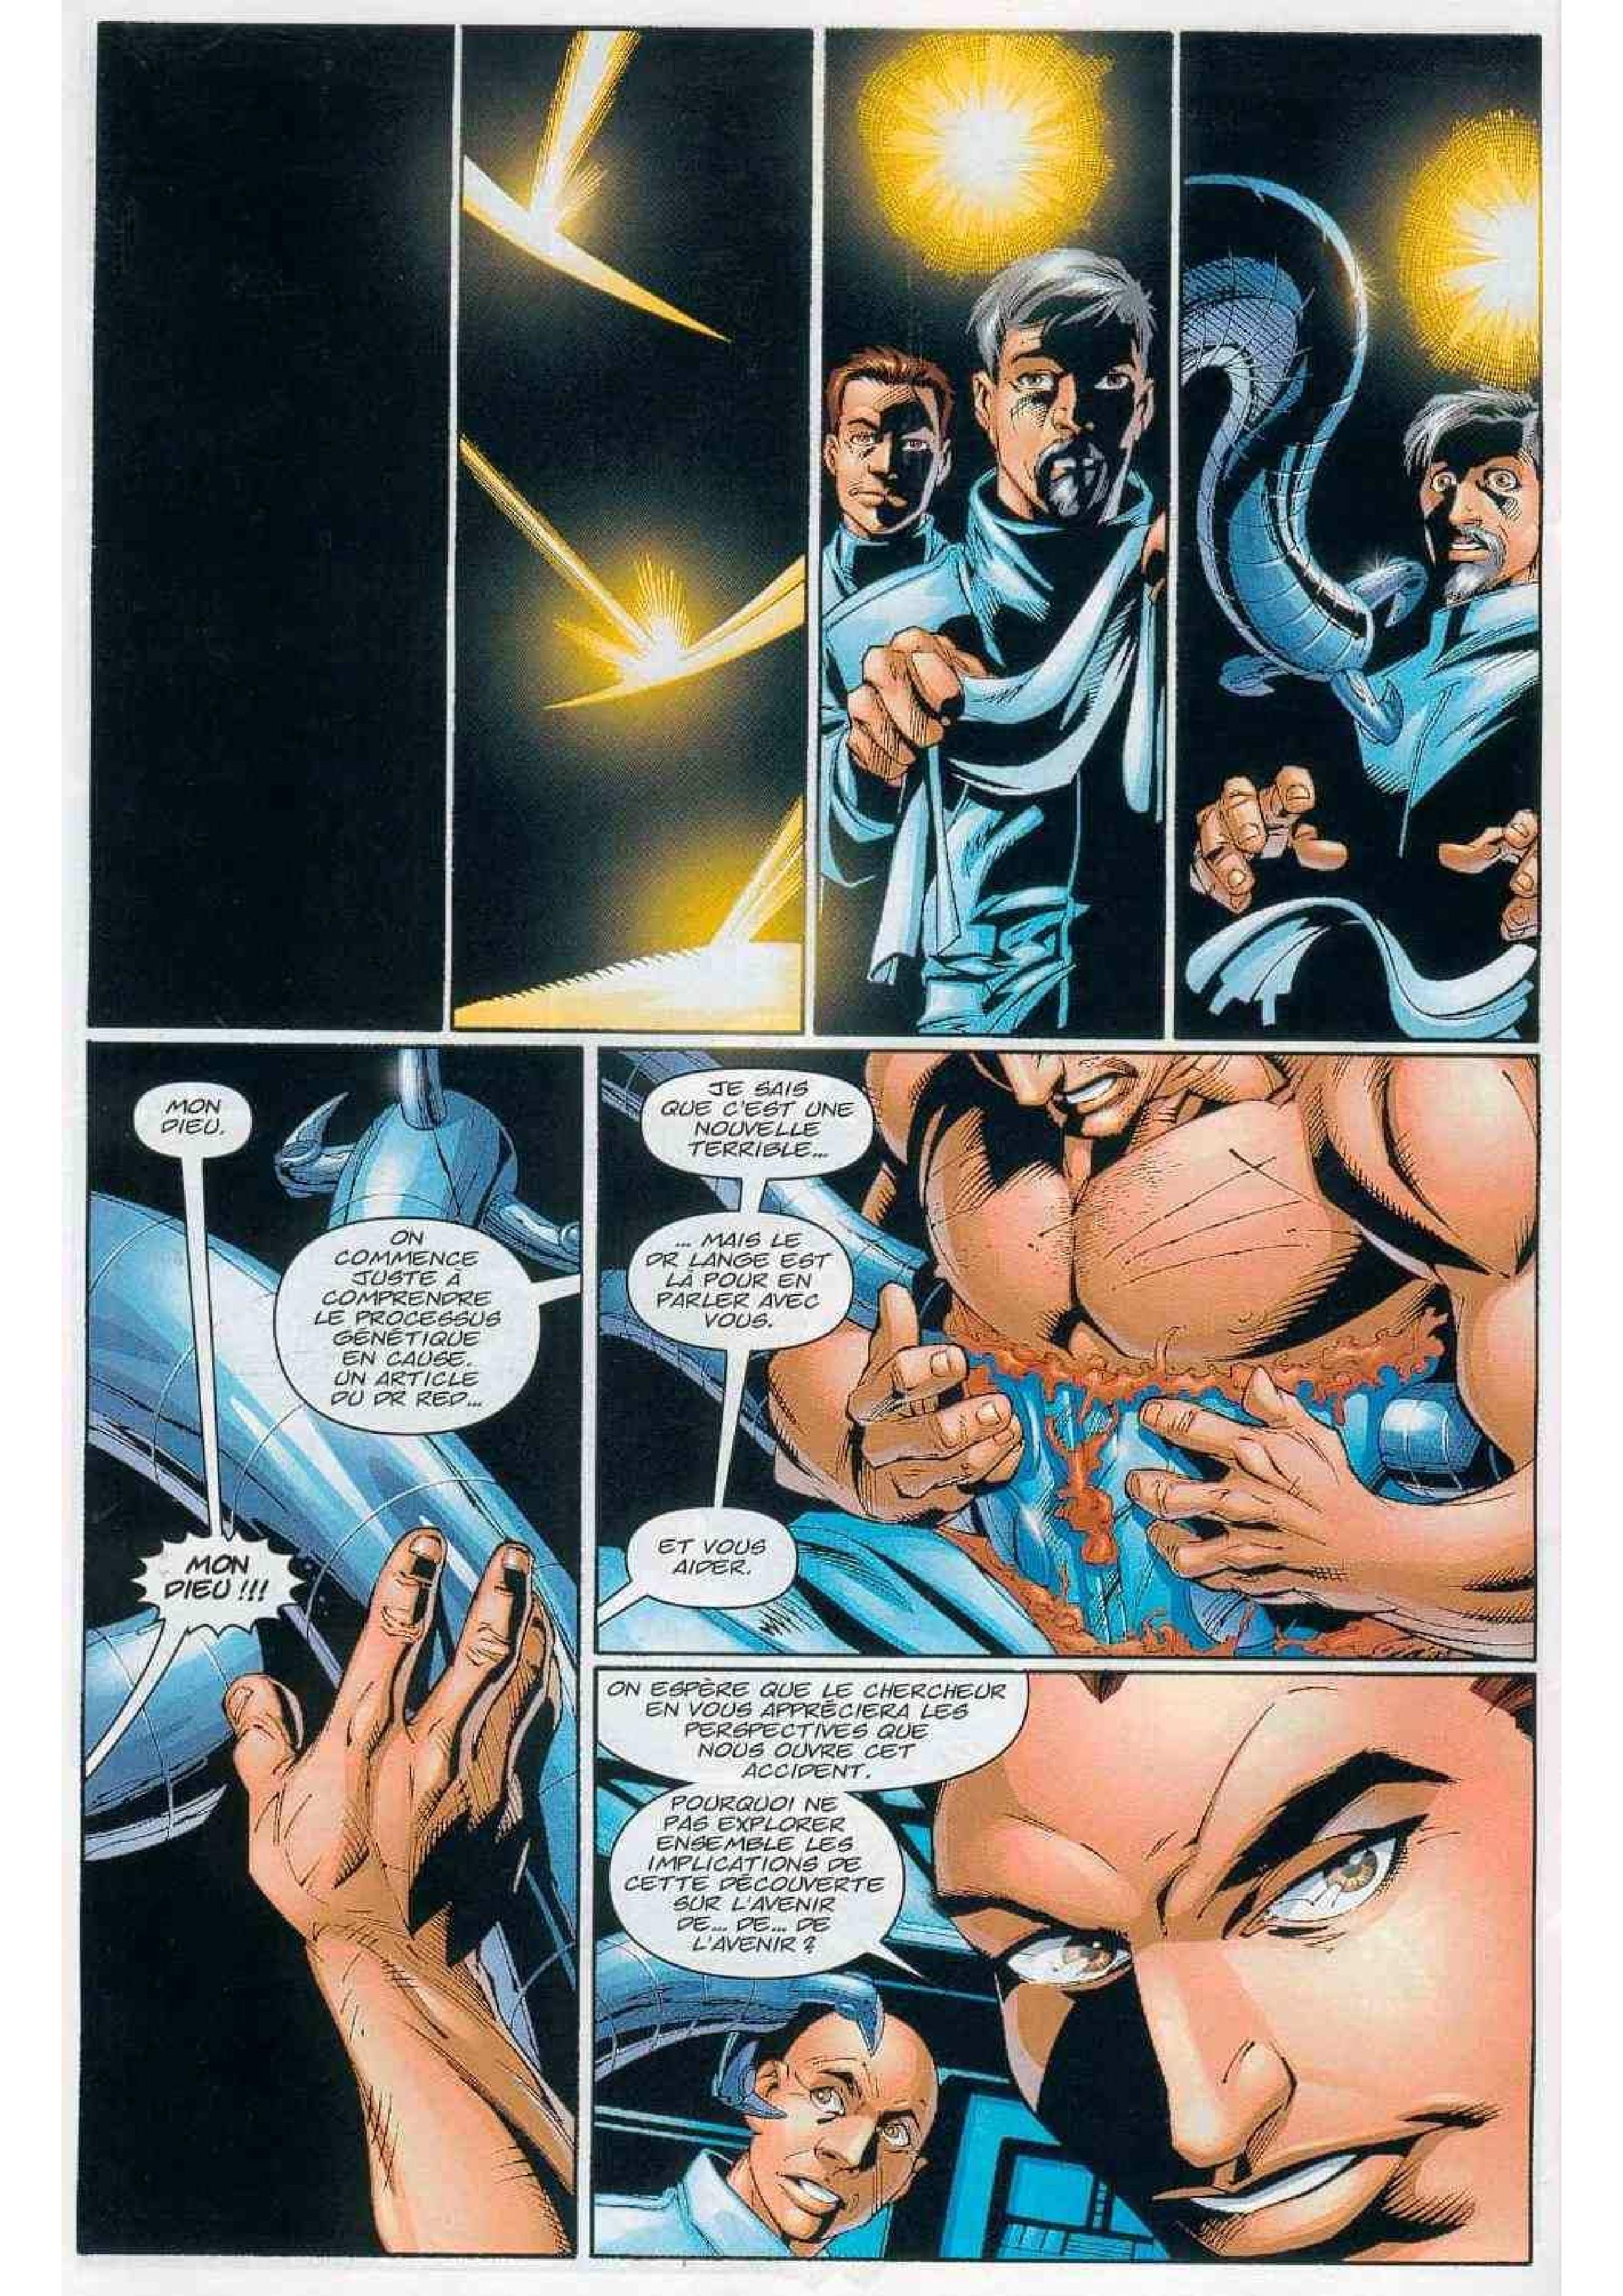 MON
DIEU.
ON
COMMENCE
JUSTE À
COMPRENDRE
LE PROCESSUS
GÉNÉTIQUE
EN CAUSE.
UN ARTICLE
DU DR RED...
MON
DIEU !!!
JE SAIS
QUE C'EST UNE
NOUVELLE
TERRIBLE...
... MAIS LE
DR LANGE EST
LÀ POUR EN
PARLER AVEC
VOUS.
ET VOUS
AIDER.
ON ESPÈRE QUE LE CHERCHEUR
EN VOUS APPRÉCIERA LES
PERSPECTIVES QUE
NOUS OUVRE CET
ACCIDENT.
POURQUOI NE
PAS EXPLORER
ENSEMBLE LES
IMPLICATIONS DE
CETTE DÉCOUVERTE
SUR L'AVENIR
DE... DE... DE
L'AVENIR ?